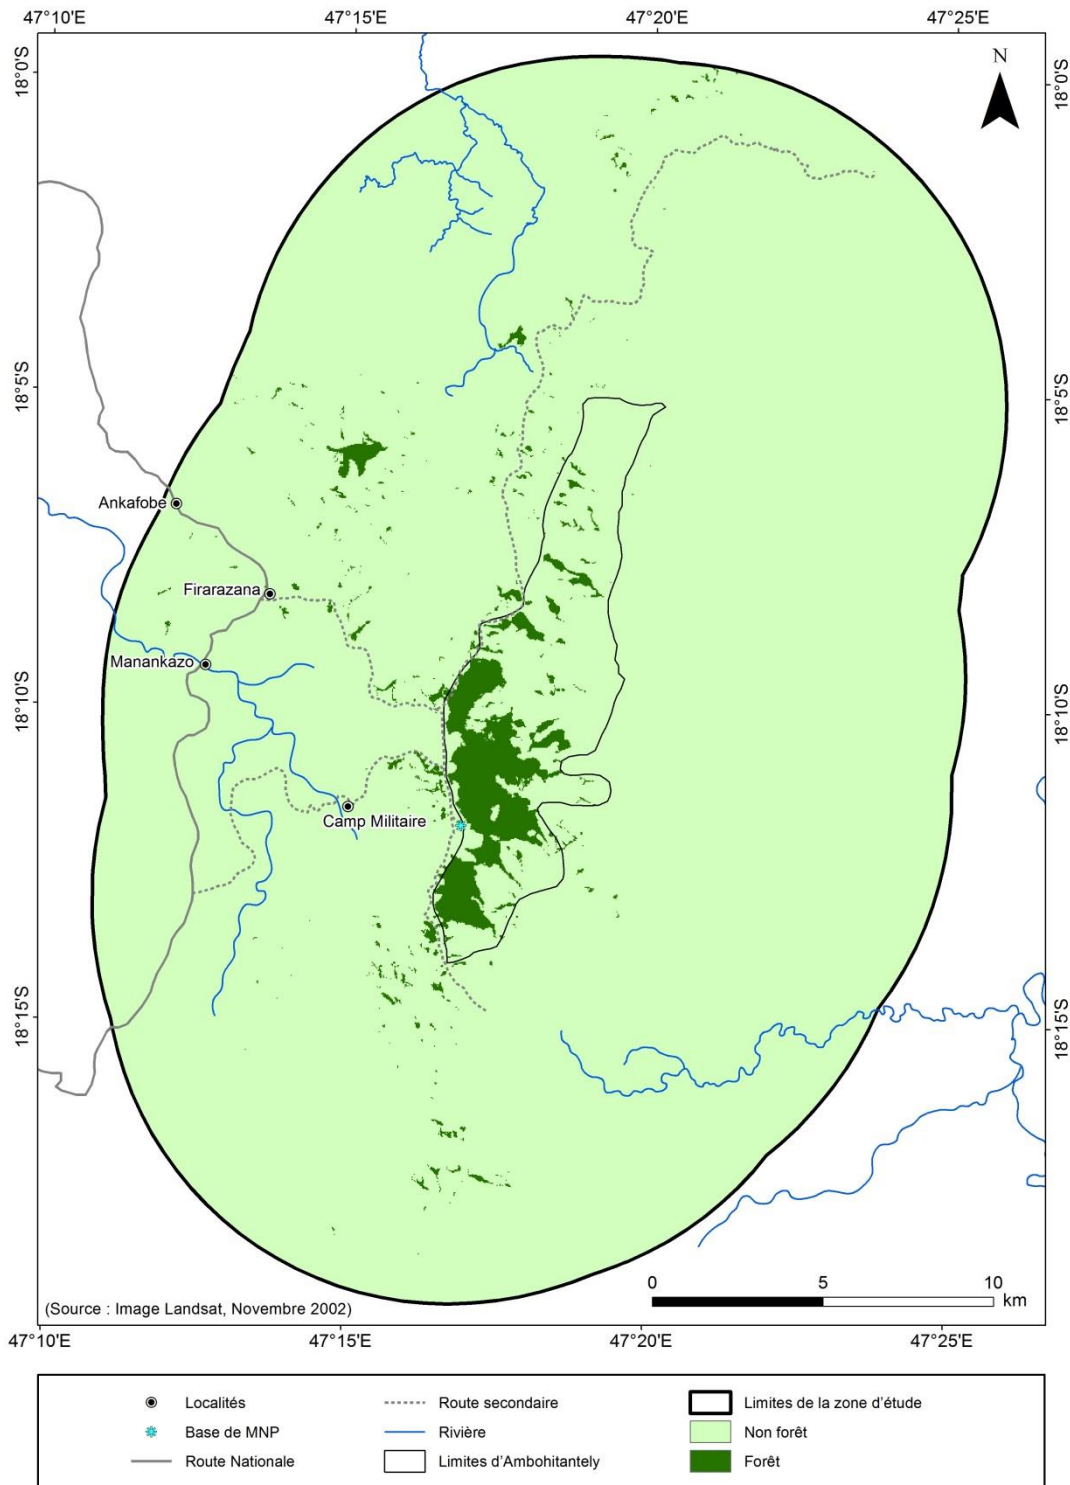 47°10'E 47°15'E 47°20'E 47°25'E
N
18°0'S 18°0'S
18°5'S 18°5'S
Ankafobe
Firarazana
Manankazo
18°10'S 18°10'S
Camp Militaire
18°15'S 18°15'S
0 5 10
km
(Source : Image Landsat, Novembre 2002)
47°10'E 47°15'E 47°20'E 47°25'E
Localités Route secondaire Limites de la zone d'étude
Base de MNP Rivière Non forêt
Route Nationale Limites d'Ambohitantely Forêt